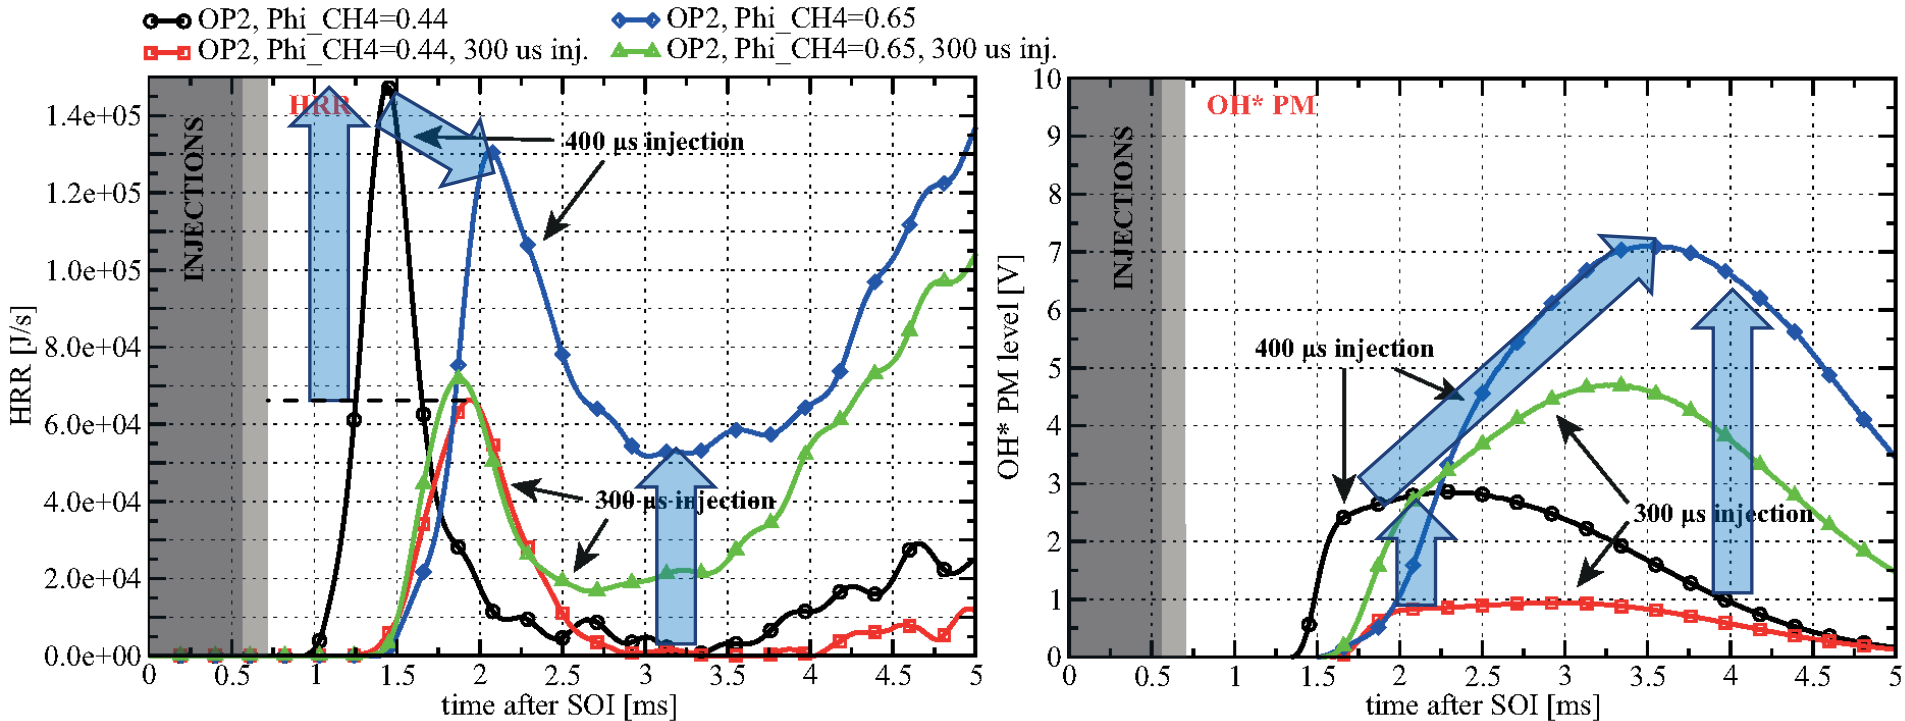 OP2, Phi_CH4=0.44
OP2, Phi_CH4=0.65
OP2, Phi_CH4=0.44, 300 us inj.
OP2, Phi_CH4=0.65, 300 us inj.
HRR [J/s]
1.4e+05
1.2e+05
1.0e+05
8.0e+04
6.0e+04
4.0e+04
2.0e+04
0.0e+00
INJECTIONS
HRR
400 μs injection
300 μs injection
0 0.5 1 1.5 2 2.5 3 3.5 4 4.5 5
time after SOI [ms]
OH* PM level [V]
10
9
8
7
6
5
4
3
2
1
0
INJECTIONS
OH* PM
400 μs injection
300 μs injection
0 0.5 1 1.5 2 2.5 3 3.5 4 4.5 5
time after SOI [ms]